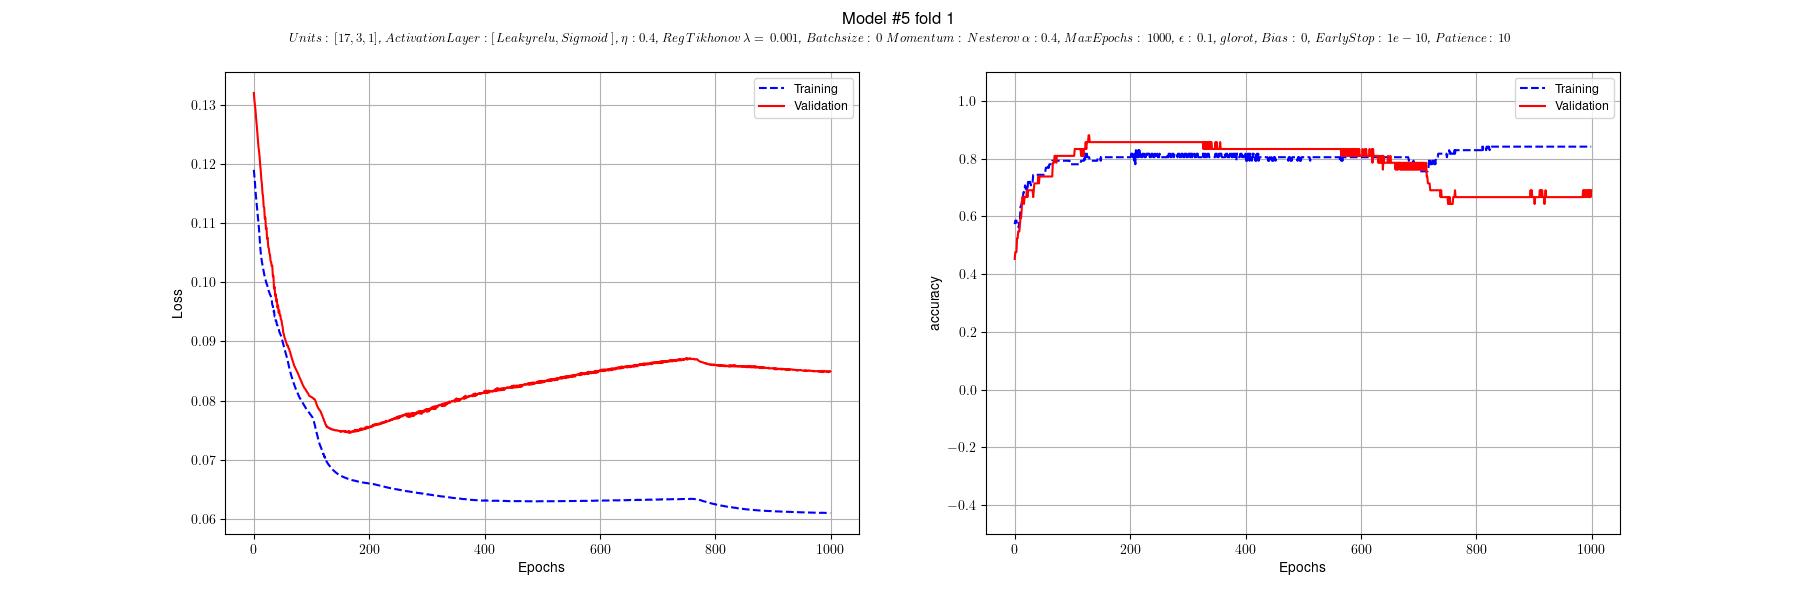 Model #5 fold 1
Units : [17, 3, 1], ActivationLayer : [Leakyrelu, Sigmoid], η : 0.4, RegTikhonov λ = 0.001, Batchsize : 0 Momentum : Nesterov α : 0.4, MaxEpochs : 1000, ϵ : 0.1, glorot, Bias : 0, EarlyStop : 1e − 10, Patience : 10
Loss
0.13
0.12
0.11
0.10
0.09
0.08
0.07
0.06
Training
Validation
0
200
400
600
800
1000
Epochs
accuracy
1.0
0.8
0.6
0.4
0.2
0.0
−0.2
−0.4
Training
Validation
0
200
400
600
800
1000
Epochs